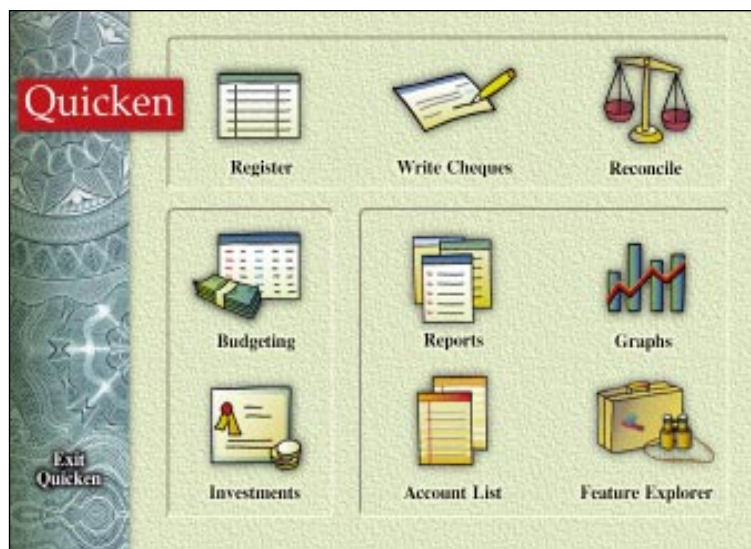 Quicken
Register
Write Cheques
Reconcile
Budgeting
Reports
Graphs
Investments
Account List
Feature Explorer
Exit
Quicken